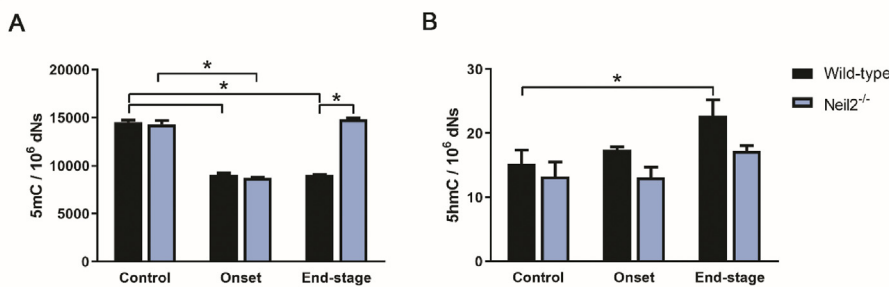 A
5mC / 10⁶ dNs
20000
15000
10000
5000
0
*
*
*
Control
Onset
End-stage
B
5hmC / 10⁶ dNs
30
20
10
0
*
Control
Onset
End-stage
Wild-type
Neil2⁻/⁻